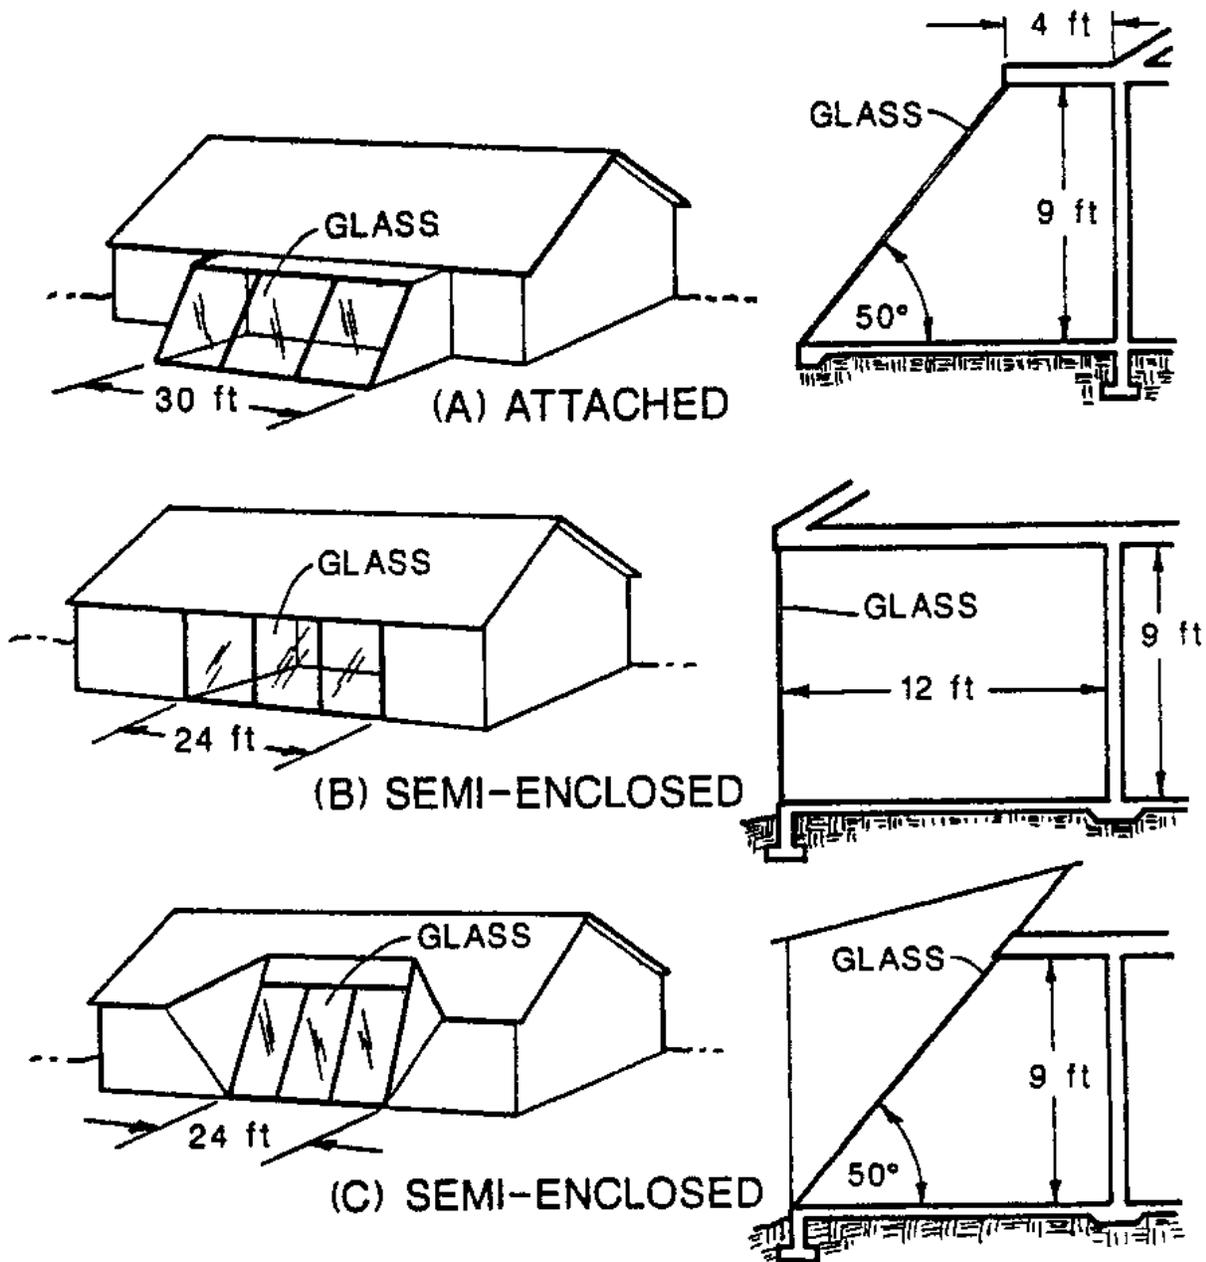 4 ft
GLASS
GLASS
9 ft
50°
30 ft
(A) ATTACHED
GLASS
GLASS
9 ft
12 ft
24 ft
(B) SEMI-ENCLOSED
GLASS
GLASS
9 ft
24 ft
50°
(C) SEMI-ENCLOSED